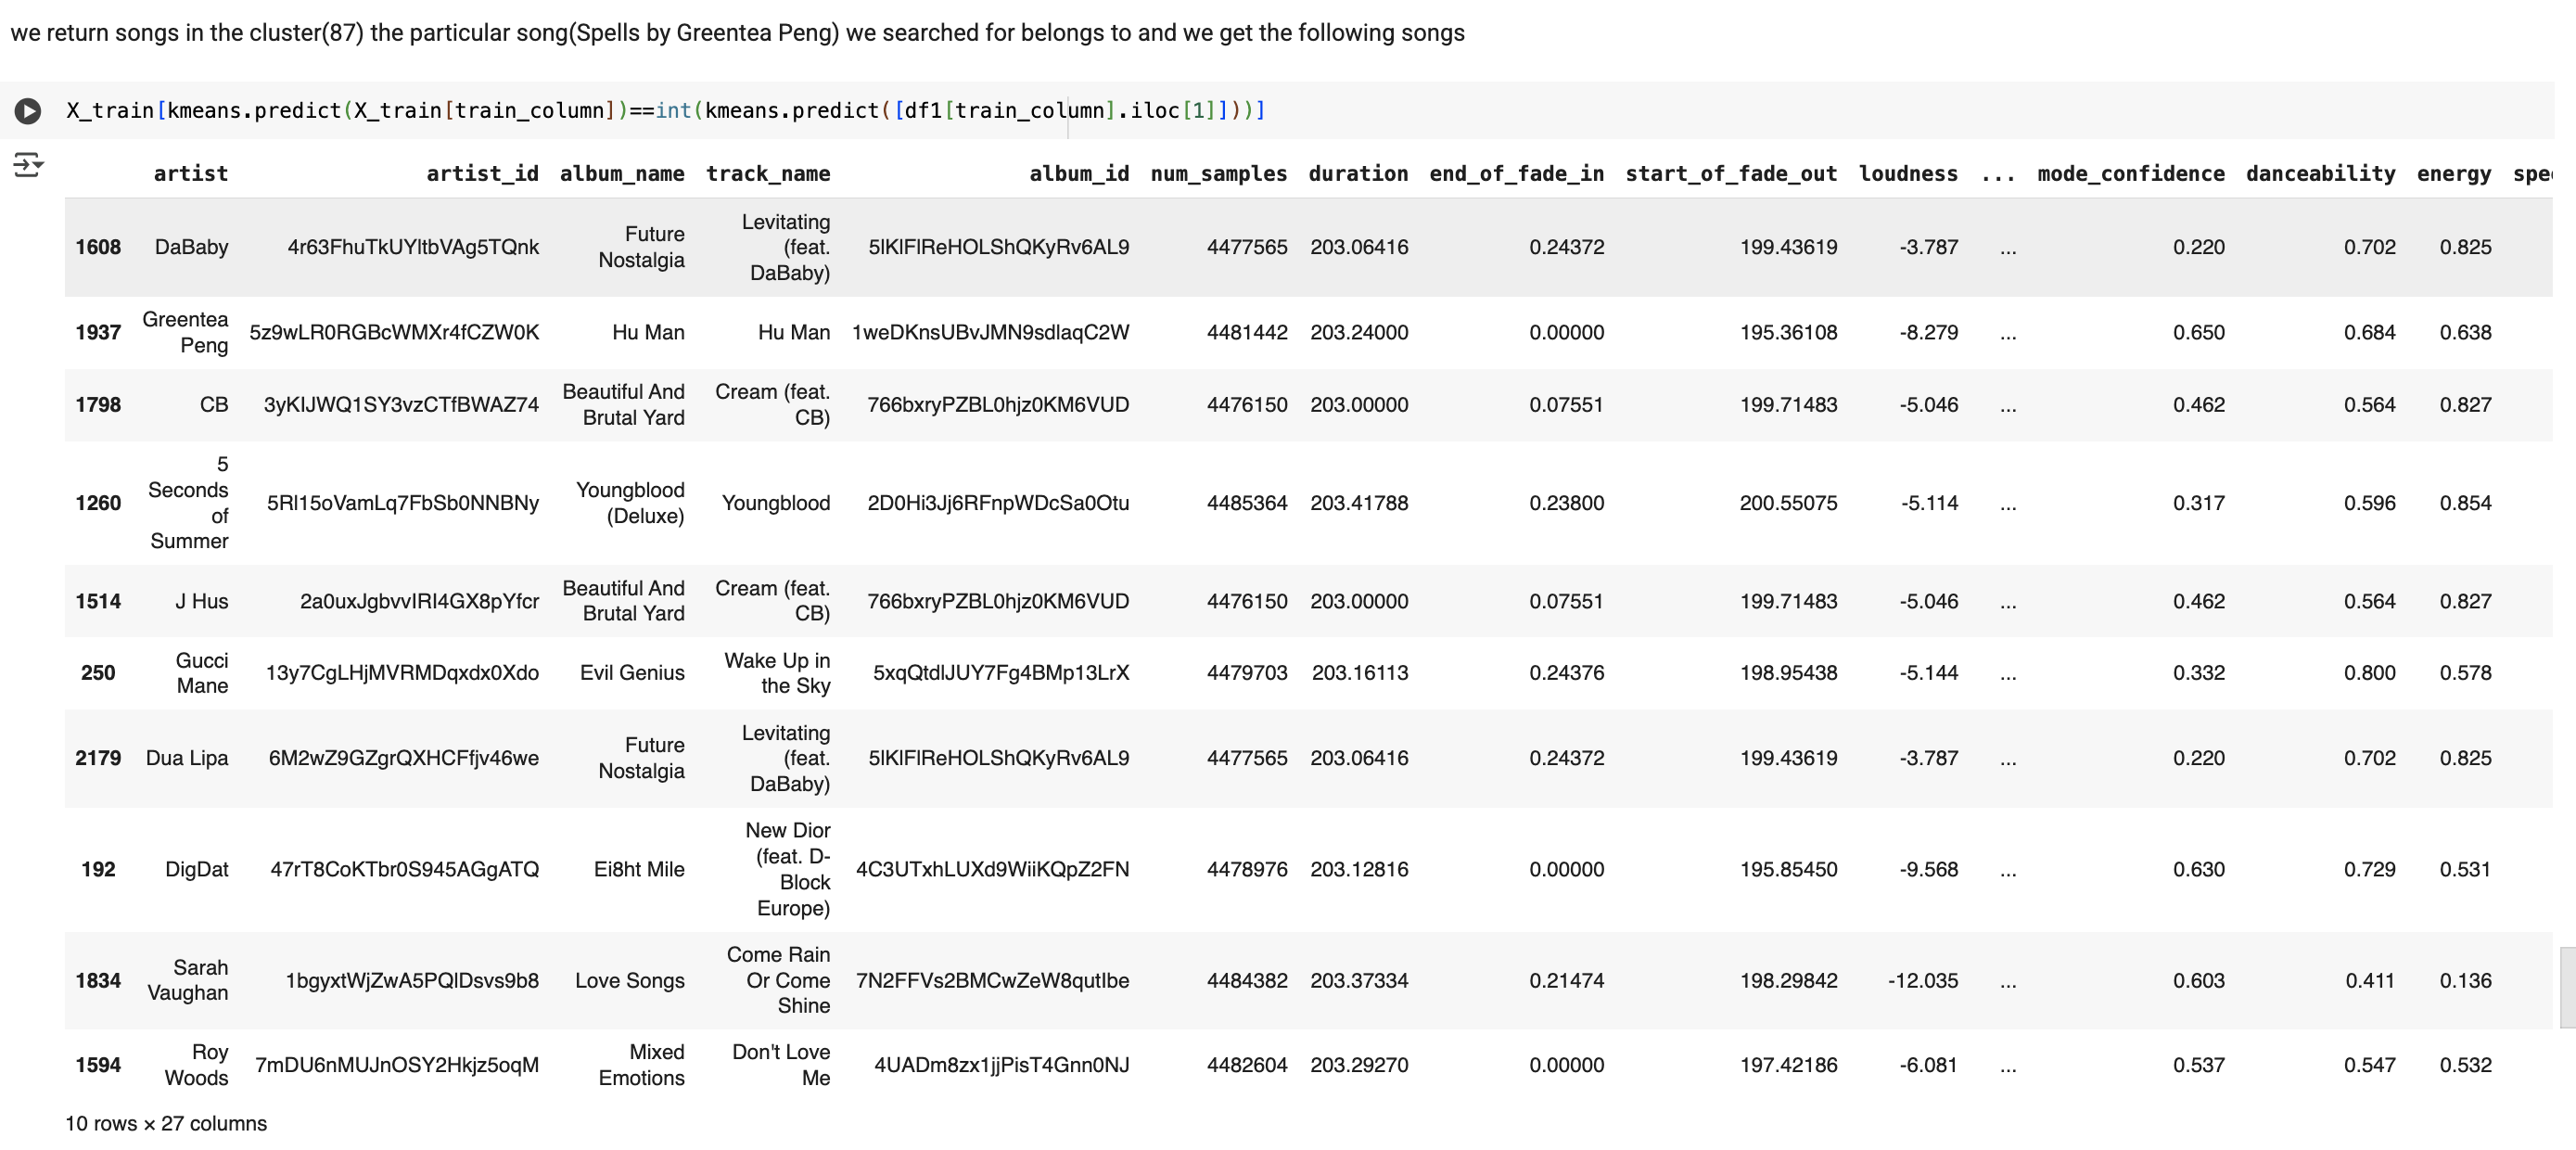 we return songs in the cluster(87) the particular song(Spells by Greentea Peng) we searched for belongs to and we get the following songs
X_train[kmeans.predict(X_train[train_column])==int(kmeans.predict([df1[train_column].iloc[1]]))]
artist artist_id album_name track_name album_id num_samples duration end_of_fade_in start_of_fade_out loudness ... mode_confidence danceability energy spee
1608 DaBaby 4r63FhuTkUYltbVAg5TQnk Future Nostalgia Levitating (feat. DaBaby) 5lKlFlReHOLShQKyRv6AL9 4477565 203.06416 0.24372 199.43619 -3.787 ... 0.220 0.702 0.825
1937 Greentea Peng 5z9wLR0RGBcWMXr4fCZW0K Hu Man Hu Man 1weDKnsUBvJMN9sdlaqC2W 4481442 203.24000 0.00000 195.36108 -8.279 ... 0.650 0.684 0.638
1798 CB 3yKIJWQ1SY3vzCTfBWAZ74 Beautiful And Brutal Yard Cream (feat. CB) 766bxryPZBL0hjz0KM6VUD 4476150 203.00000 0.07551 199.71483 -5.046 ... 0.462 0.564 0.827
1260 5 Seconds of Summer 5Rl15oVamLq7FbSb0NNBNy Youngblood (Deluxe) Youngblood 2D0Hi3Jj6RFnpWDcSa0Otu 4485364 203.41788 0.23800 200.55075 -5.114 ... 0.317 0.596 0.854
1514 J Hus 2a0uxJgbvvIRI4GX8pYfcr Beautiful And Brutal Yard Cream (feat. CB) 766bxryPZBL0hjz0KM6VUD 4476150 203.00000 0.07551 199.71483 -5.046 ... 0.462 0.564 0.827
250 Gucci Mane 13y7CgLHjMVRMDqxdx0Xdo Evil Genius Wake Up in the Sky 5xqQtdlJUY7Fg4BMp13LrX 4479703 203.16113 0.24376 198.95438 -5.144 ... 0.332 0.800 0.578
2179 Dua Lipa 6M2wZ9GZgrQXHCFfjv46we Future Nostalgia Levitating (feat. DaBaby) 5lKlFlReHOLShQKyRv6AL9 4477565 203.06416 0.24372 199.43619 -3.787 ... 0.220 0.702 0.825
192 DigDat 47rT8CoKTbr0S945AGgATQ Ei8ht Mile New Dior (feat. D-Block Europe) 4C3UTxhLUXd9WiiKQpZ2FN 4478976 203.12816 0.00000 195.85450 -9.568 ... 0.630 0.729 0.531
1834 Sarah Vaughan 1bgyxtWjZwA5PQlDsvs9b8 Love Songs Come Rain Or Come Shine 7N2FFVs2BMCwZeW8qutlbe 4484382 203.37334 0.21474 198.29842 -12.035 ... 0.603 0.411 0.136
1594 Roy Woods 7mDU6nMUJnOSY2Hkjz5oqM Mixed Emotions Don't Love Me 4UADm8zx1jjPisT4Gnn0NJ 4482604 203.29270 0.00000 197.42186 -6.081 ... 0.537 0.547 0.532
10 rows × 27 columns